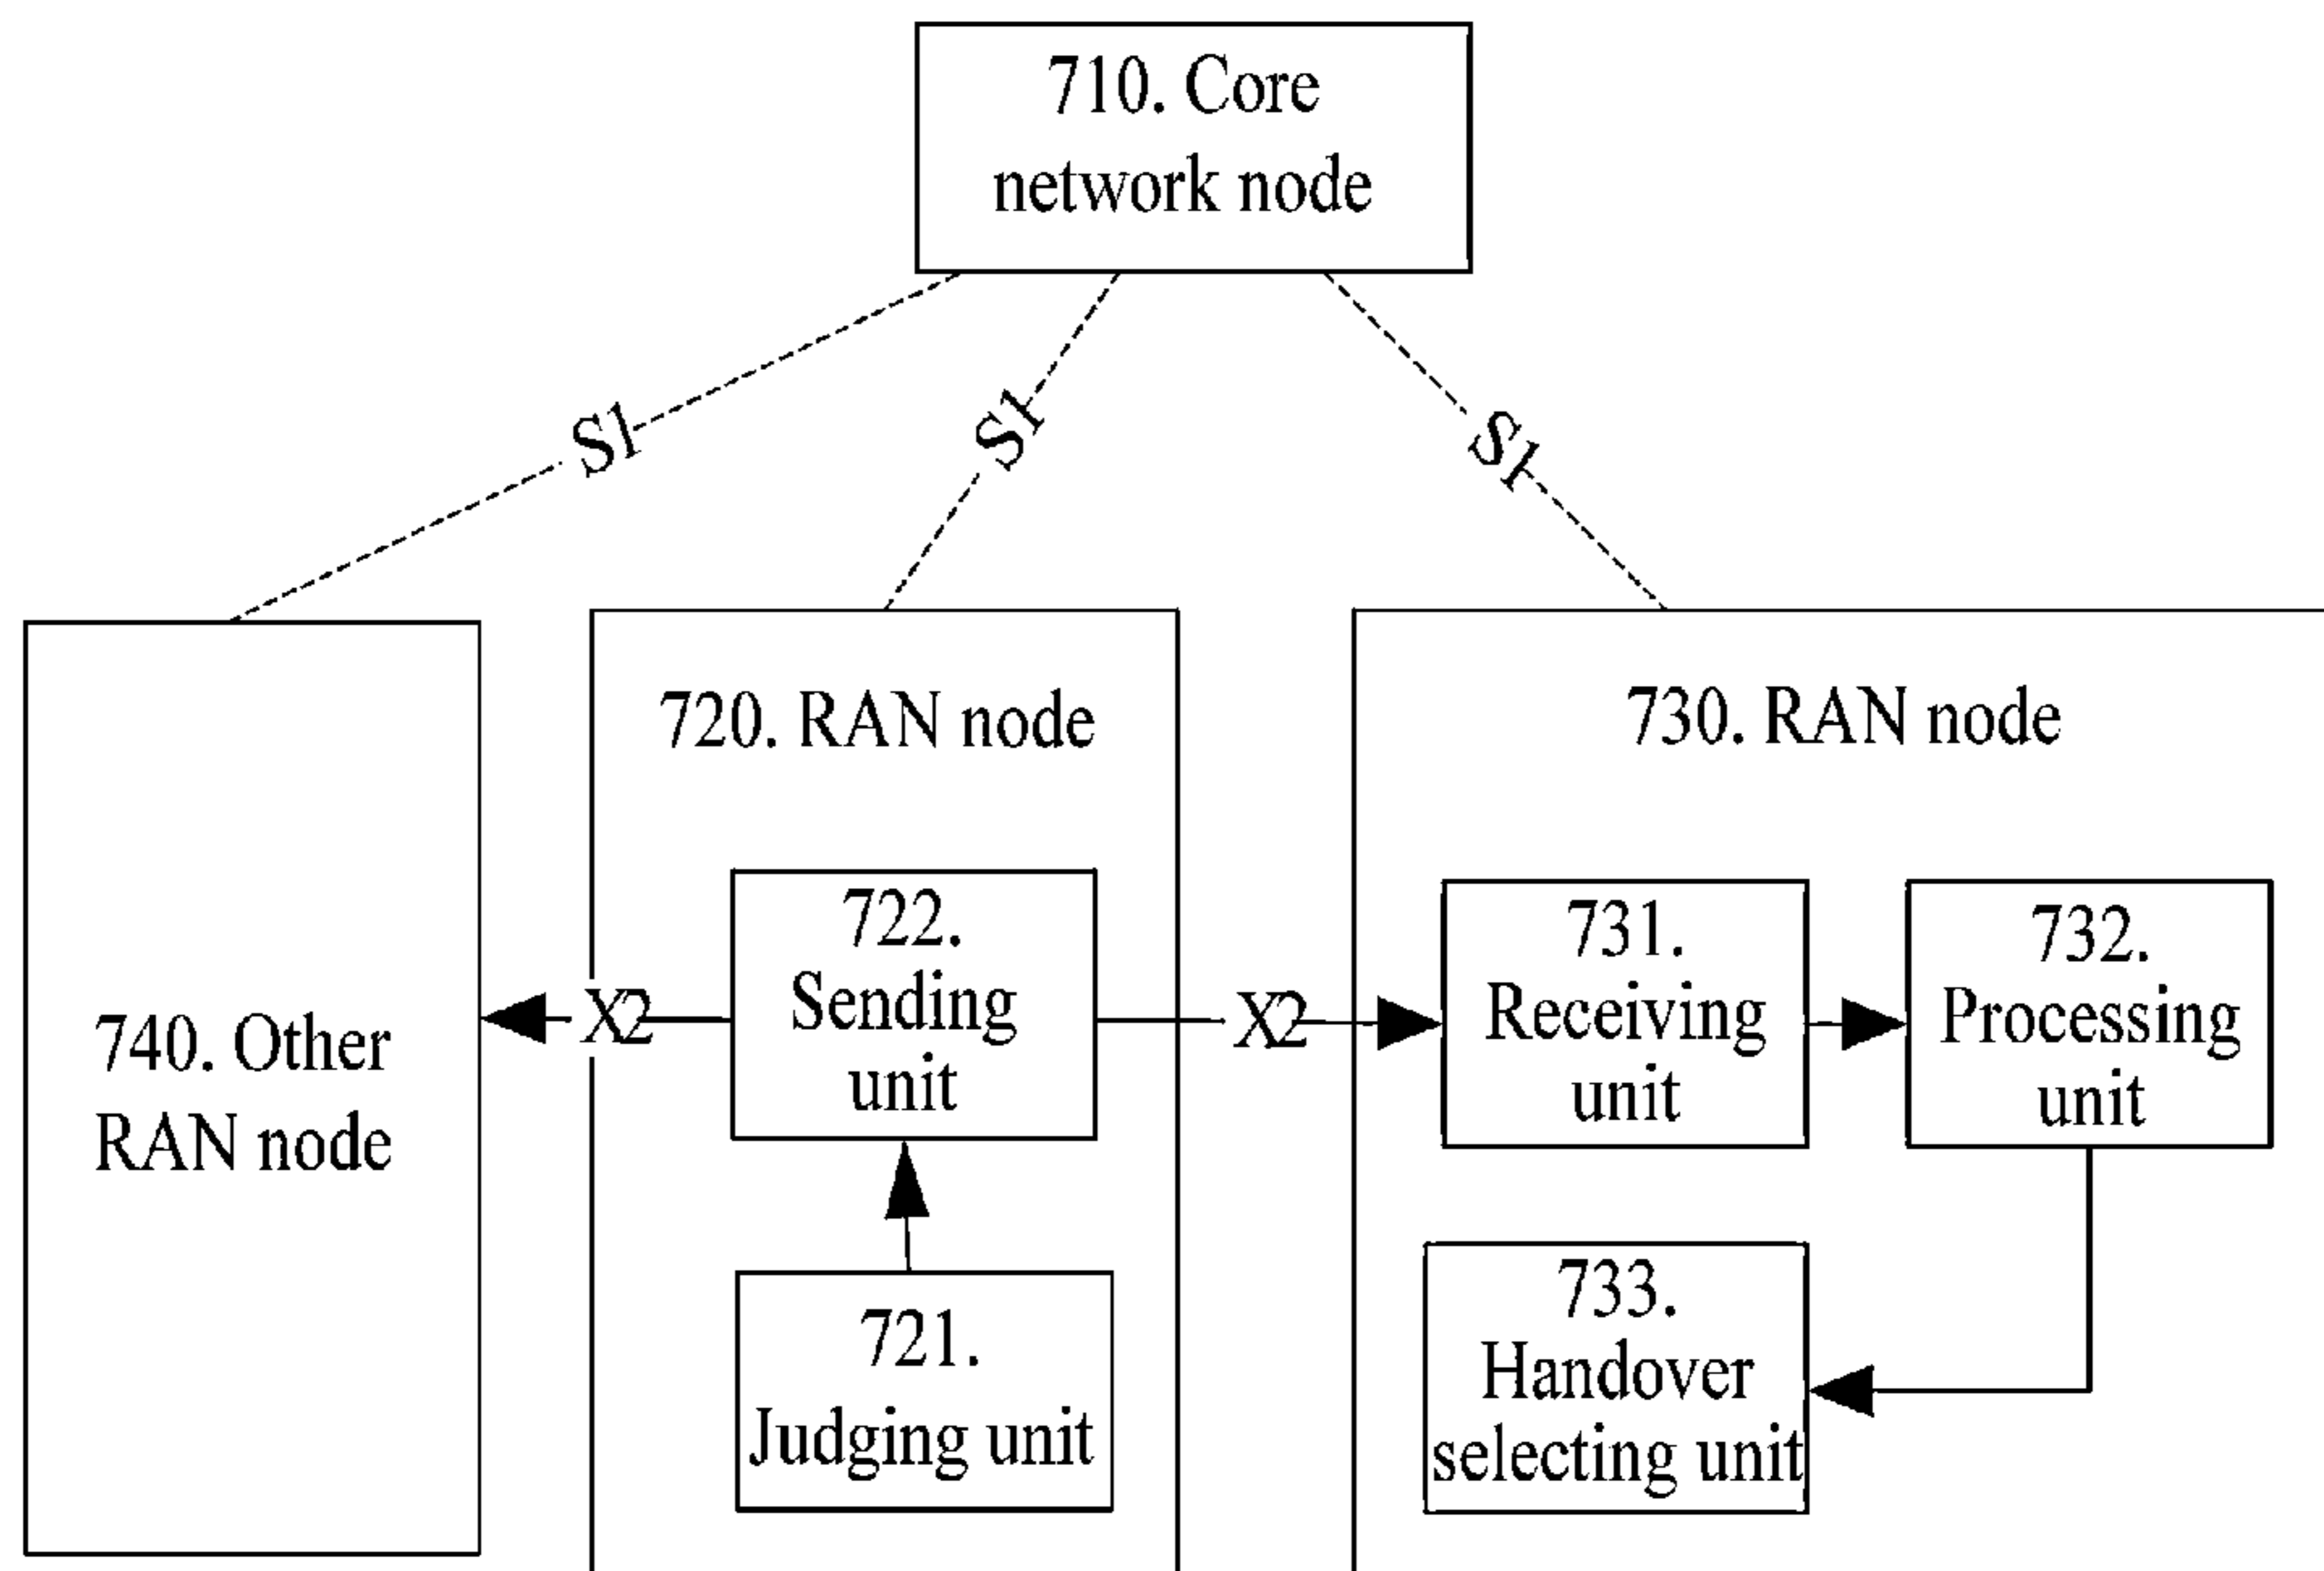 710. Core
network node
S1
S1
S1
720. RAN node
730. RAN node
740. Other
RAN node
X2
722.
Sending
unit
X2
731.
Receiving
unit
732.
Processing
unit
721.
Judging unit
733.
Handover
selecting unit